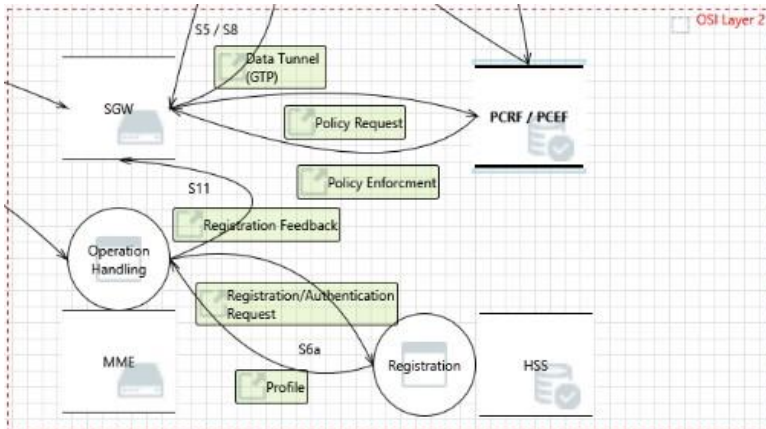 S5 / S8
OSI Layer 2
Data Tunnel
(GTP)
SGW
Policy Request
PCRF / PCEF
Policy Enforcment
S11
Registration Feedback
Operation
Handling
Registration/Authentication
Request
S6a
MME
Registration
HSS
Profile